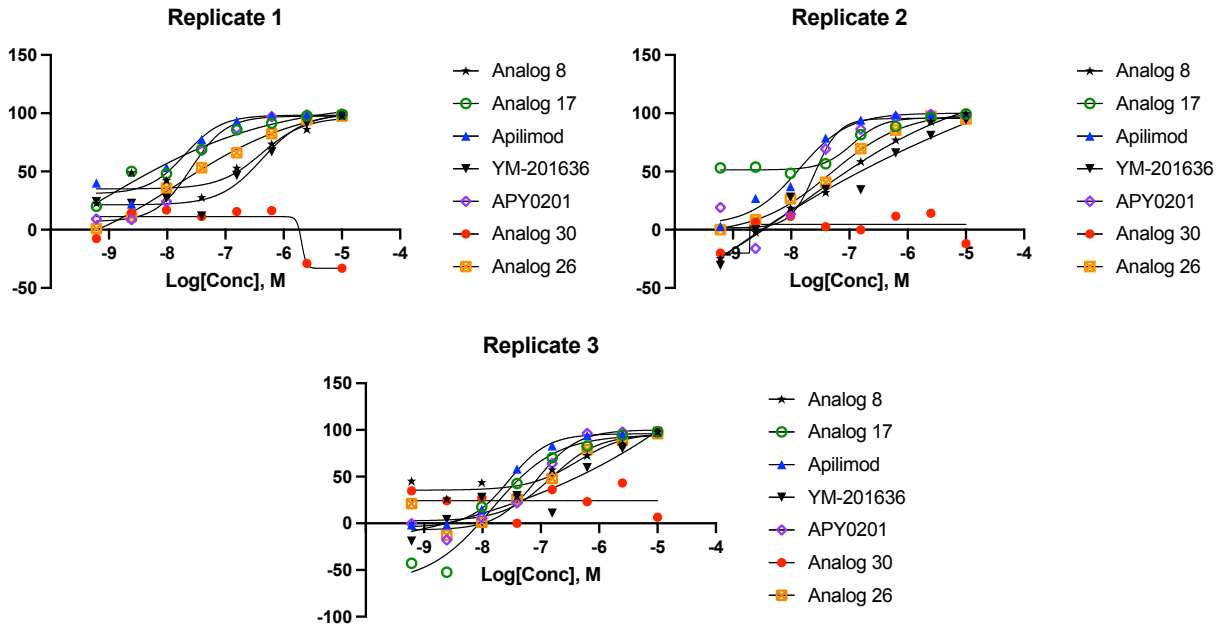 Replicate 1
150
100
50
0
-50
-9
-8
-7
-6
-5
-4
Log[Conc], M
Analog 8
Analog 17
Apilimod
YM-201636
APY0201
Analog 30
Analog 26
Replicate 2
150
100
50
0
-50
-9
-8
-7
-6
-5
-4
Log[Conc], M
Analog 8
Analog 17
Apilimod
YM-201636
APY0201
Analog 30
Analog 26
Replicate 3
150
100
50
0
-50
-100
-9
-8
-7
-6
-5
-4
Log[Conc], M
Analog 8
Analog 17
Apilimod
YM-201636
APY0201
Analog 30
Analog 26